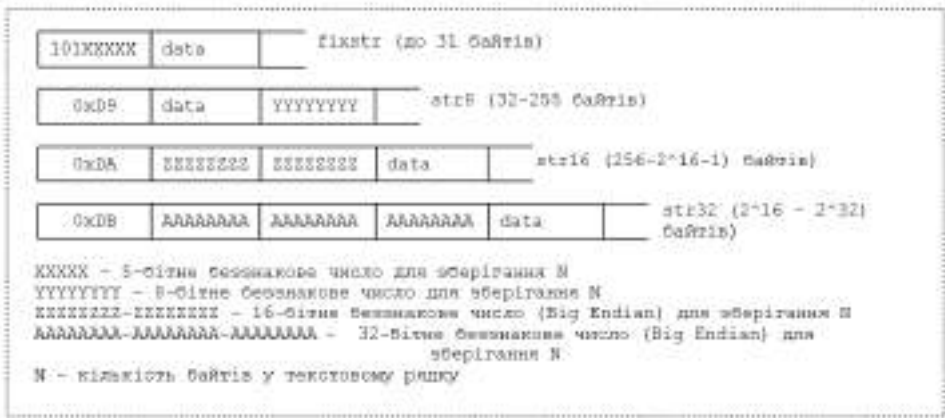 101XXXXX data fixstr (до 31 байтів)
0xD9 data YYYYYYYY str8 (32-255 байтів)
0xDA ZZZZZZZZ ZZZZZZZZ data str16 (256-2^16-1) байтів)
0xDB AAAAAAAA AAAAAAAA AAAAAAAA data str32 (2^16 - 2^32)
байтів)
XXXXX - 5-бітне беззнакове число для зберігання N
YYYYYYYY - 8-бітне беззнакове число для зберігання N
ZZZZZZZZ-ZZZZZZZZ - 16-бітне беззнакове число (Big Endian) для зберігання N
AAAAAAAA-AAAAAAAA-AAAAAAAA - 32-бітне беззнакове число (Big Endian) для
зберігання N
N - кількість байтів у текстовому рядку